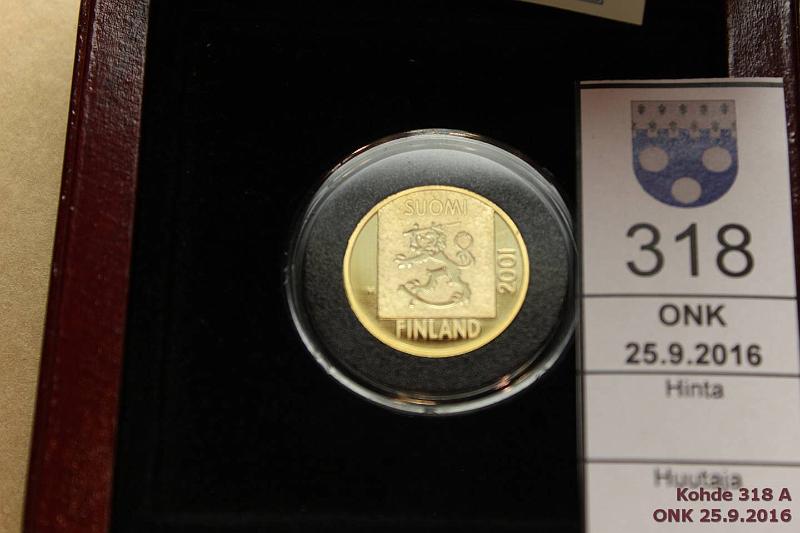 SUOMI
2001
FINLAND
318
ONK
25.9.2016
Hinta
Huutaja
Kohde 318 A
ONK 25.9.2016